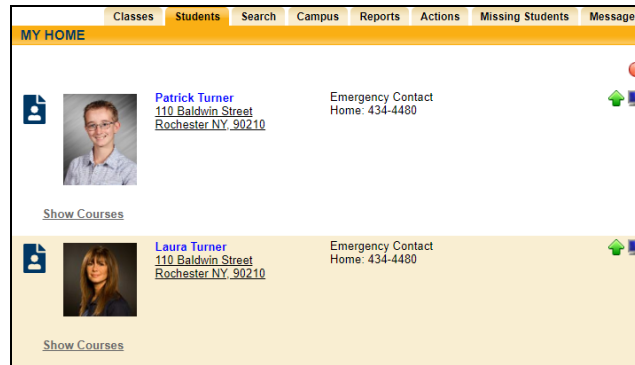 Classes Students Search Campus Reports Actions Missing Students Message
MY HOME
Patrick Turner
110 Baldwin Street
Rochester NY, 90210
Emergency Contact
Home: 434-4480
Show Courses
Laura Turner
110 Baldwin Street
Rochester NY, 90210
Emergency Contact
Home: 434-4480
Show Courses